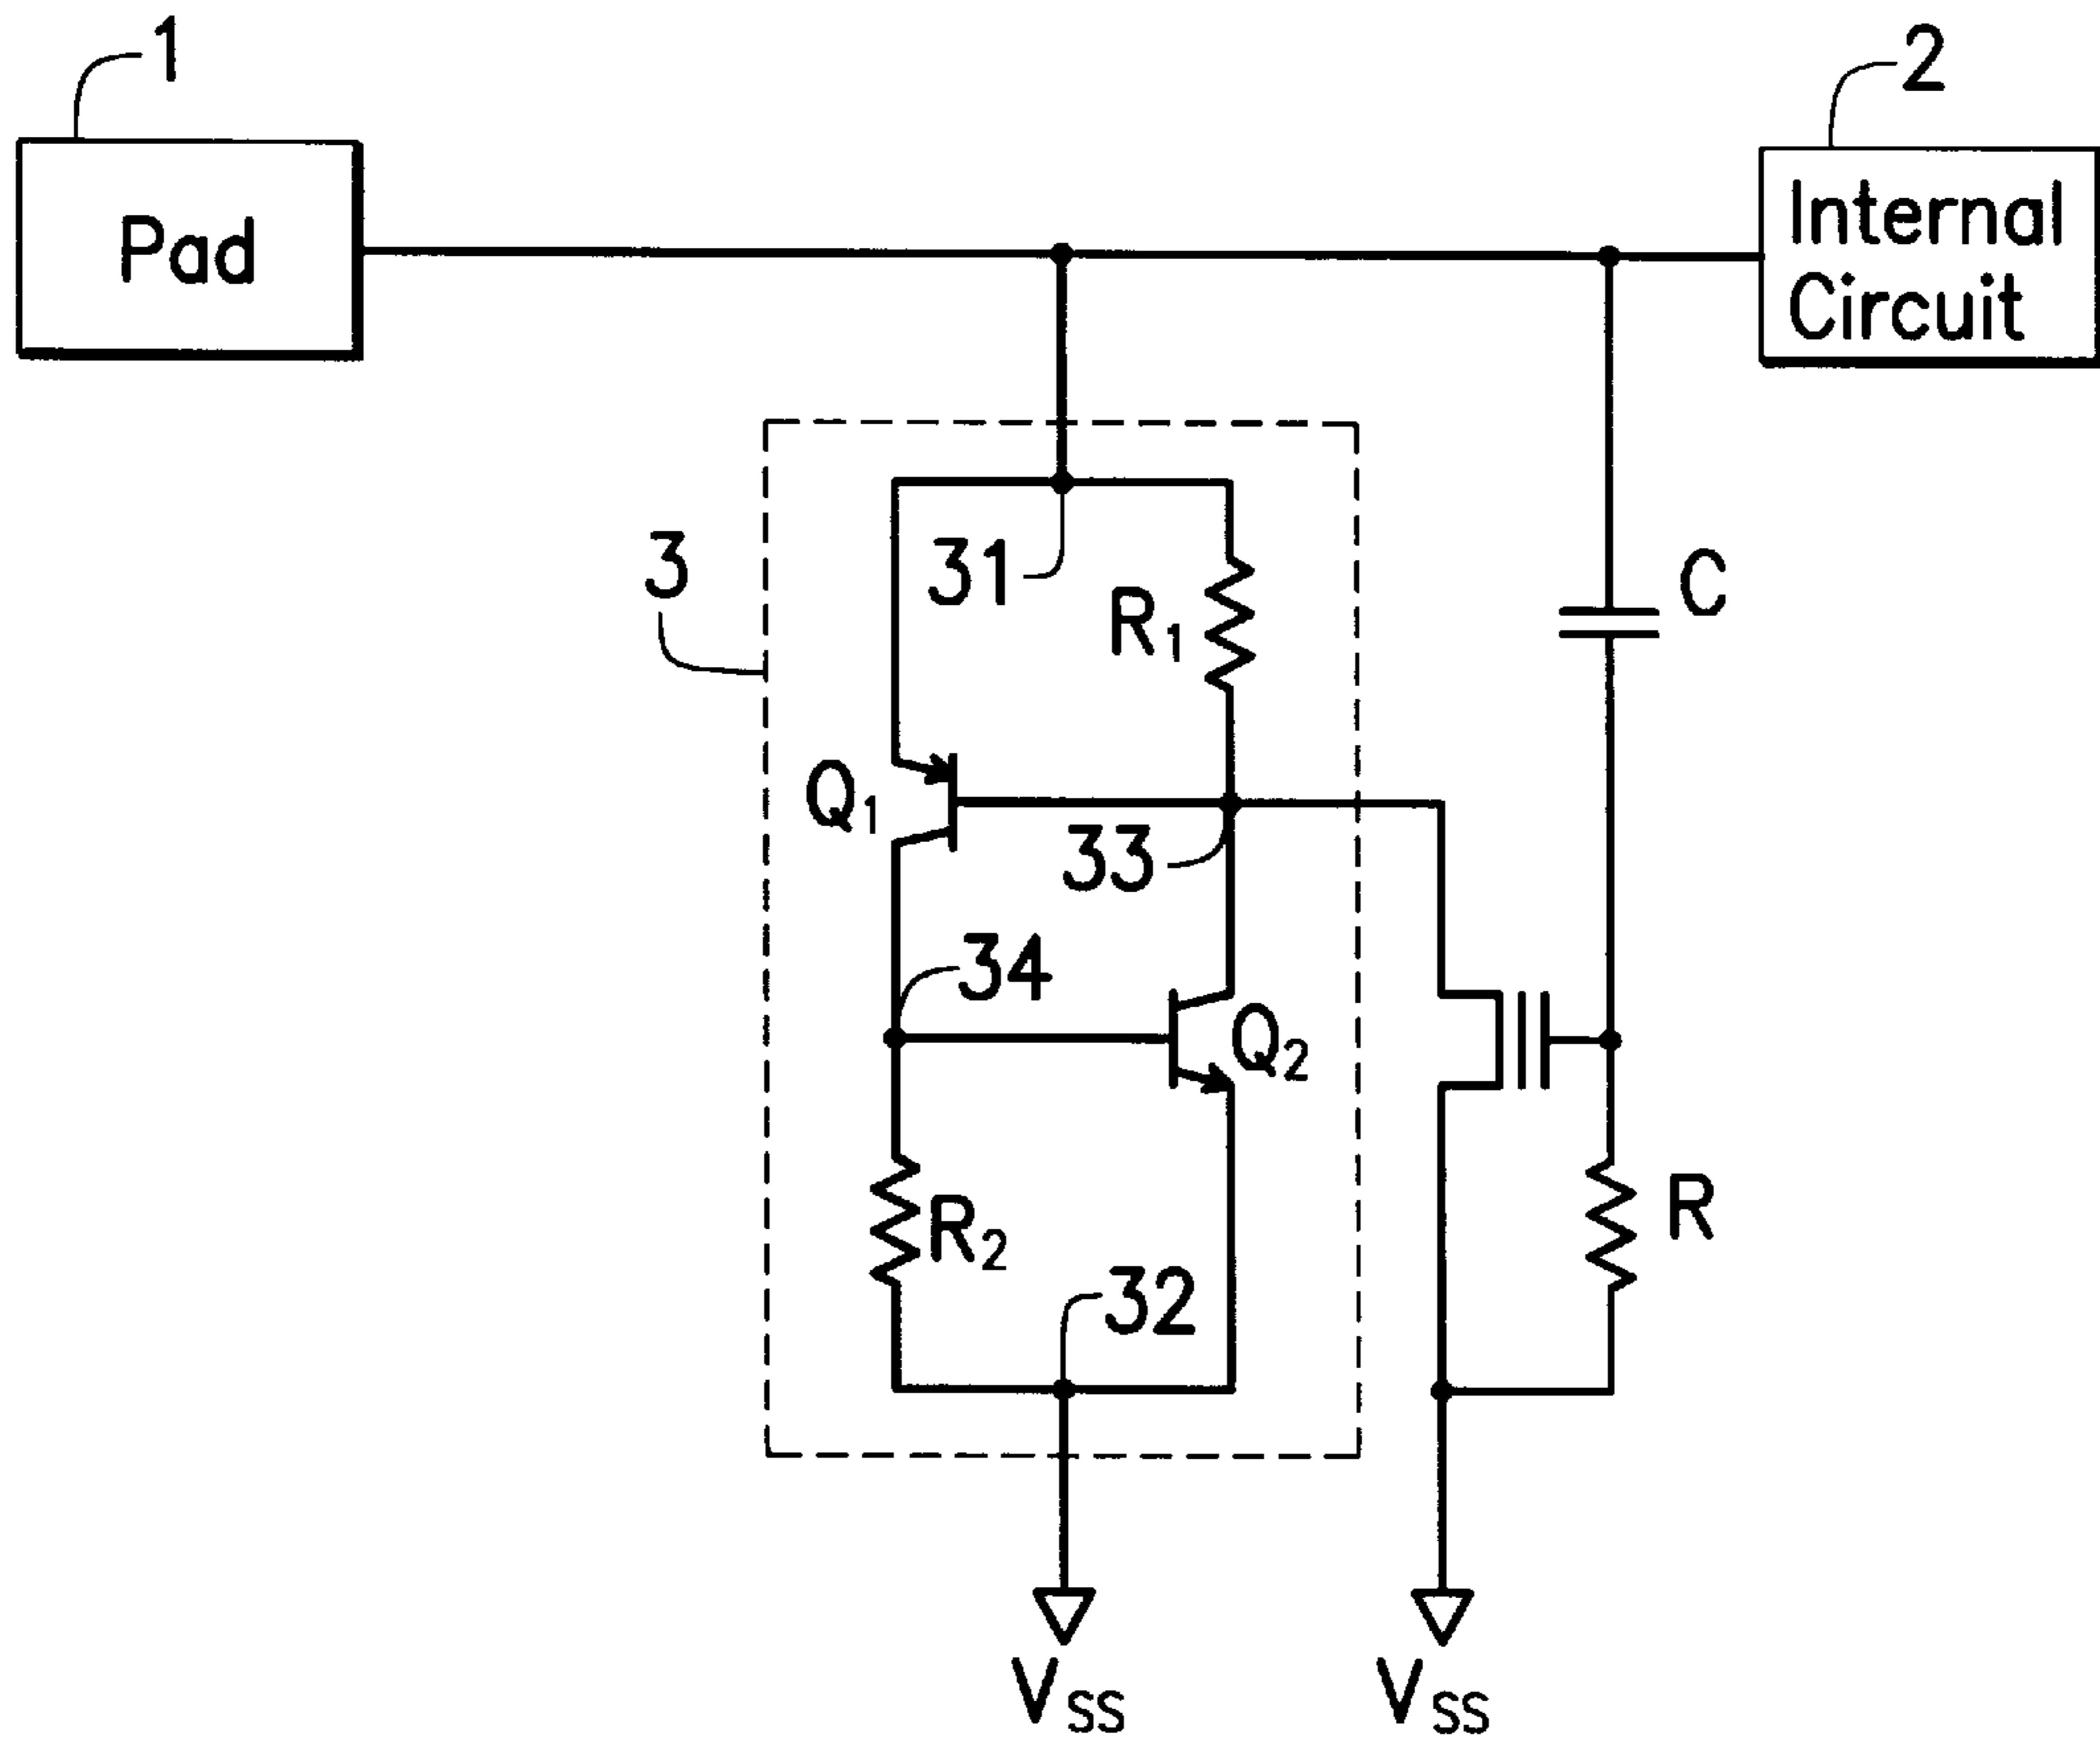 1
2
Pad
Internal
Circuit
3
31
R1
C
Q1
33
34
Q2
R2
R
32
VSS
VSS